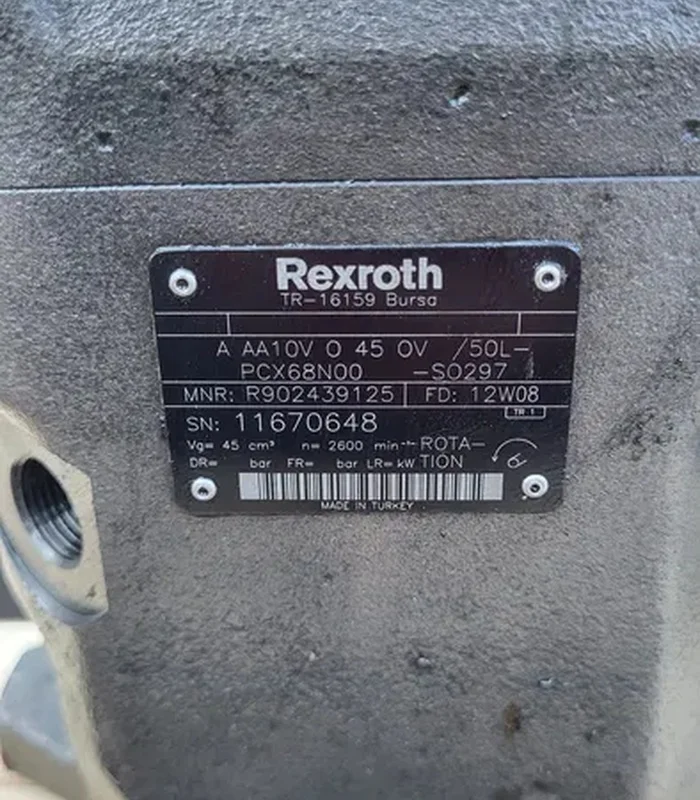 Rexroth
TR-16159 Bursa
A AA10V O 45 OV /50L-
PCX68N00 -SO297
MNR: R902439125 FD: 12W08
SN: 11670648 TR 1
Vg= 45 cm³ n= 2600 min⁻¹ ROTA-
DR= bar FR= bar LR= kW TION
MADE IN TURKEY